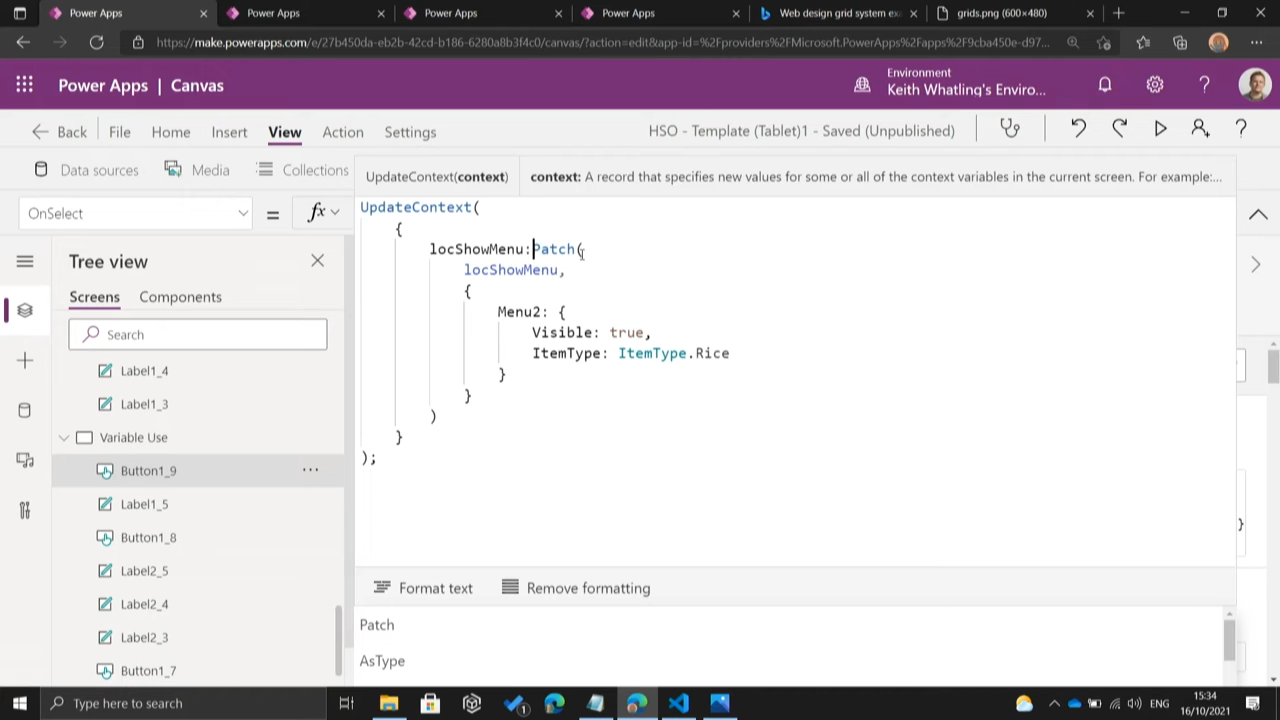 Power Apps
Power Apps
Power Apps
Power Apps
Web design grid system exa
grids.png (600×480)
https://make.powerapps.com/e/27b450da-eb2b-42cd-b186-6280a8b3f4c0/canvas/?action=edit&app-id=%2Fproviders%2FMicrosoft.PowerApps%2Fapps%2F9cba450e-d97...
Power Apps | Canvas
Environment
Keith Whatling's Enviro...
Back File Home Insert View Action Settings
HSO - Template (Tablet)1 - Saved (Unpublished)
Data sources Media Collections
UpdateContext(context)
context: A record that specifies new values for some or all of the context variables in the current screen. For example:...
OnSelect
= fx
UpdateContext(
{
locShowMenu:Patch(
locShowMenu,
{
Menu2: {
Visible: true,
ItemType: ItemType.Rice
}
}
)
}
);
}
Tree view
Screens Components
Search
Label1_4
Label1_3
Variable Use
Button1_9 ...
Label1_5
Button1_8
Label2_5
Label2_4
Label2_3
Button1_7
Format text Remove formatting
Patch
AsType
Type here to search
1
ENG
15:34
16/10/2021